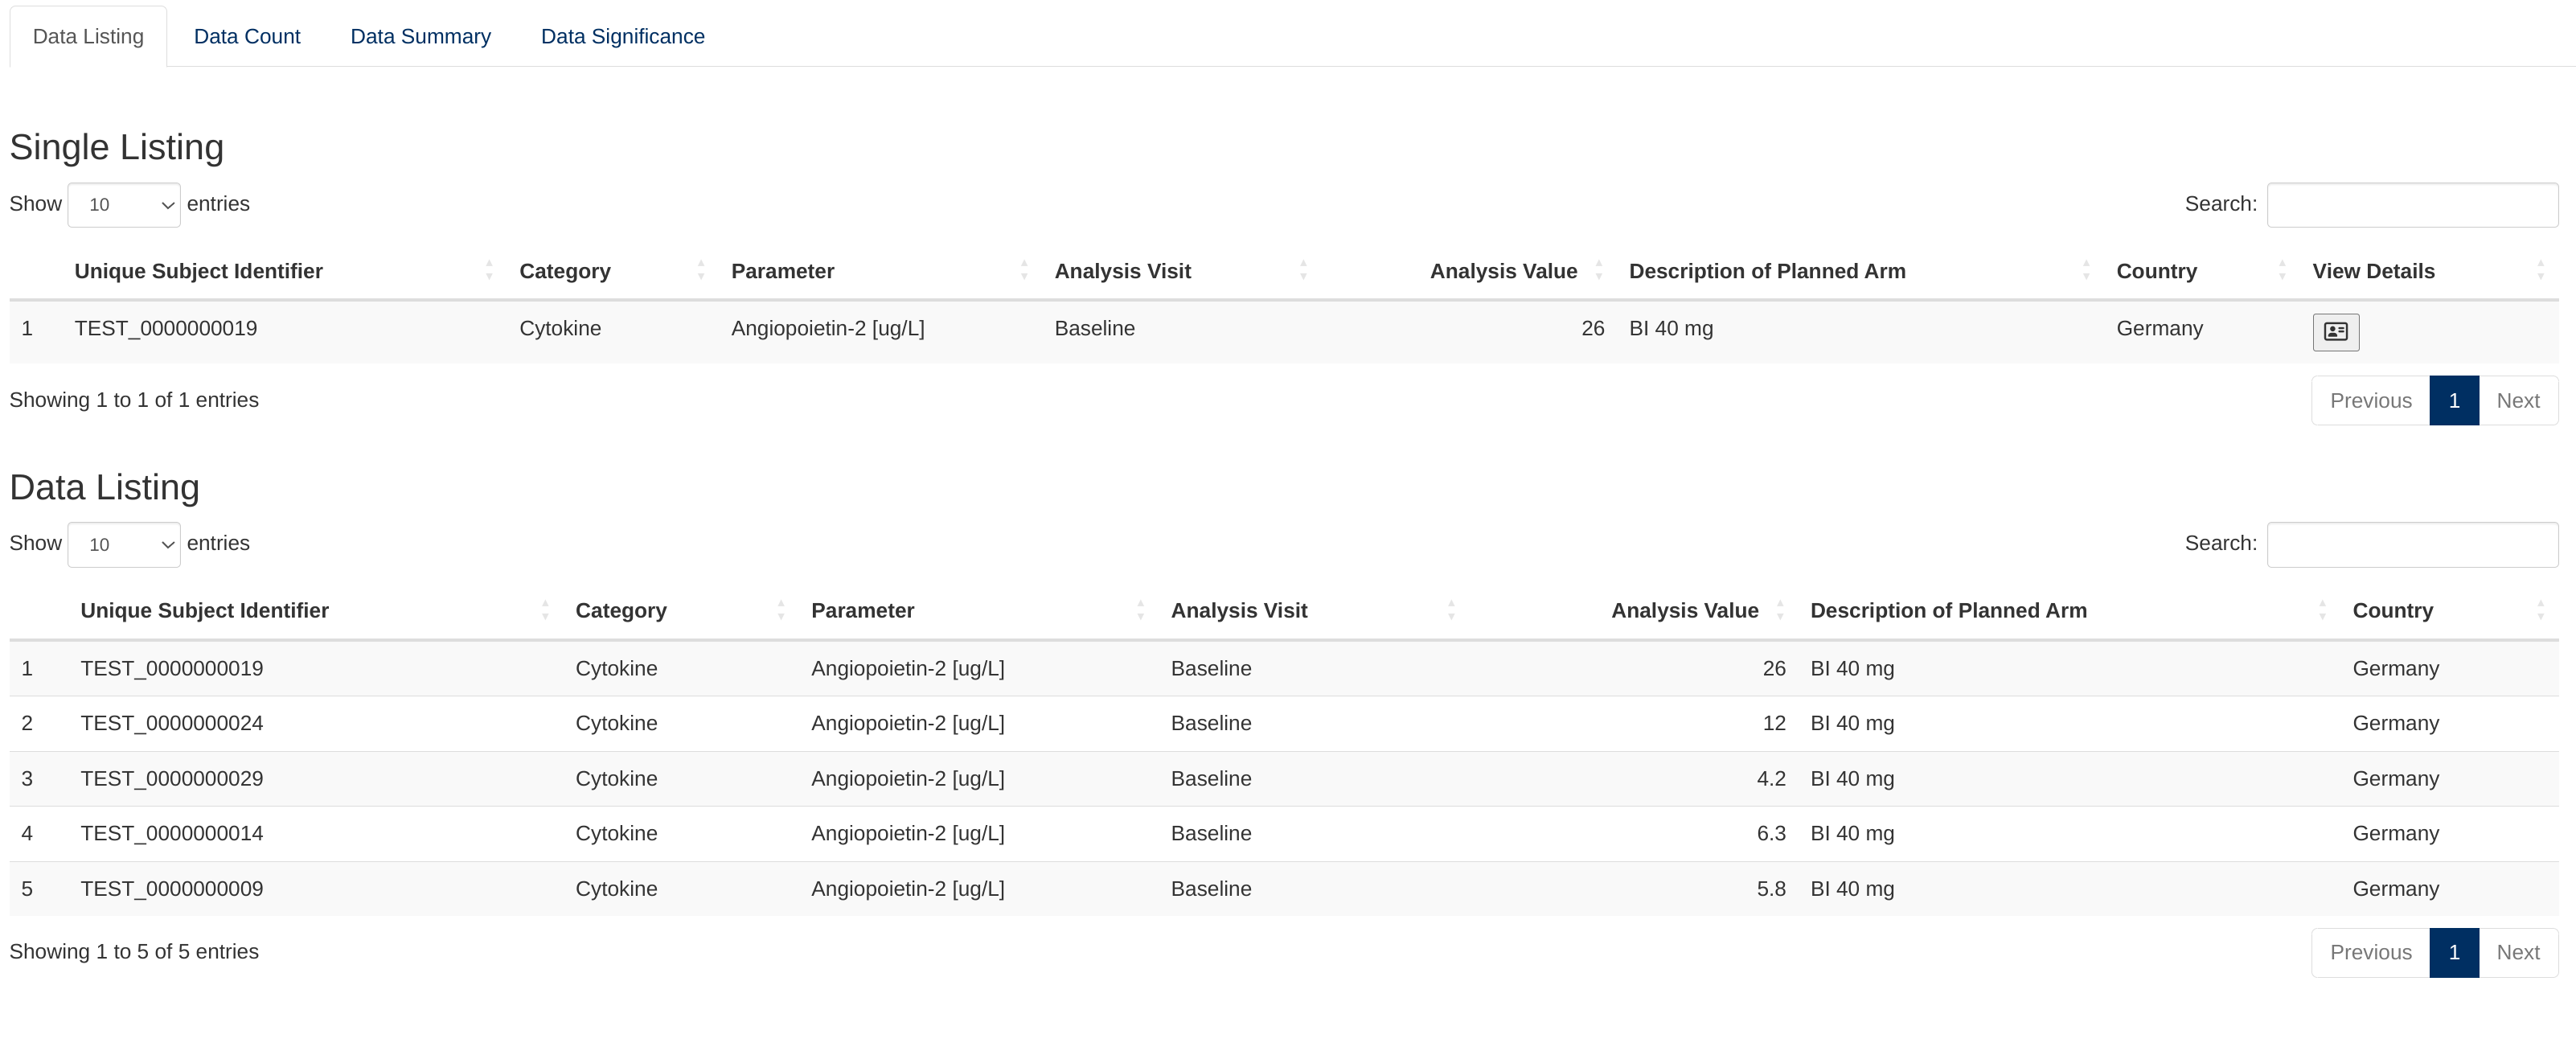 Data Listing Data Count Data Summary Data Significance
Single Listing
Show 10 entries Search:
Unique Subject Identifier Category Parameter Analysis Visit Analysis Value Description of Planned Arm Country View Details
1 TEST_0000000019 Cytokine Angiopoietin-2 [ug/L] Baseline 26 BI 40 mg Germany
Showing 1 to 1 of 1 entries Previous 1 Next
Data Listing
Show 10 entries Search:
Unique Subject Identifier Category Parameter Analysis Visit Analysis Value Description of Planned Arm Country
1 TEST_0000000019 Cytokine Angiopoietin-2 [ug/L] Baseline 26 BI 40 mg Germany
2 TEST_0000000024 Cytokine Angiopoietin-2 [ug/L] Baseline 12 BI 40 mg Germany
3 TEST_0000000029 Cytokine Angiopoietin-2 [ug/L] Baseline 4.2 BI 40 mg Germany
4 TEST_0000000014 Cytokine Angiopoietin-2 [ug/L] Baseline 6.3 BI 40 mg Germany
5 TEST_0000000009 Cytokine Angiopoietin-2 [ug/L] Baseline 5.8 BI 40 mg Germany
Showing 1 to 5 of 5 entries Previous 1 Next